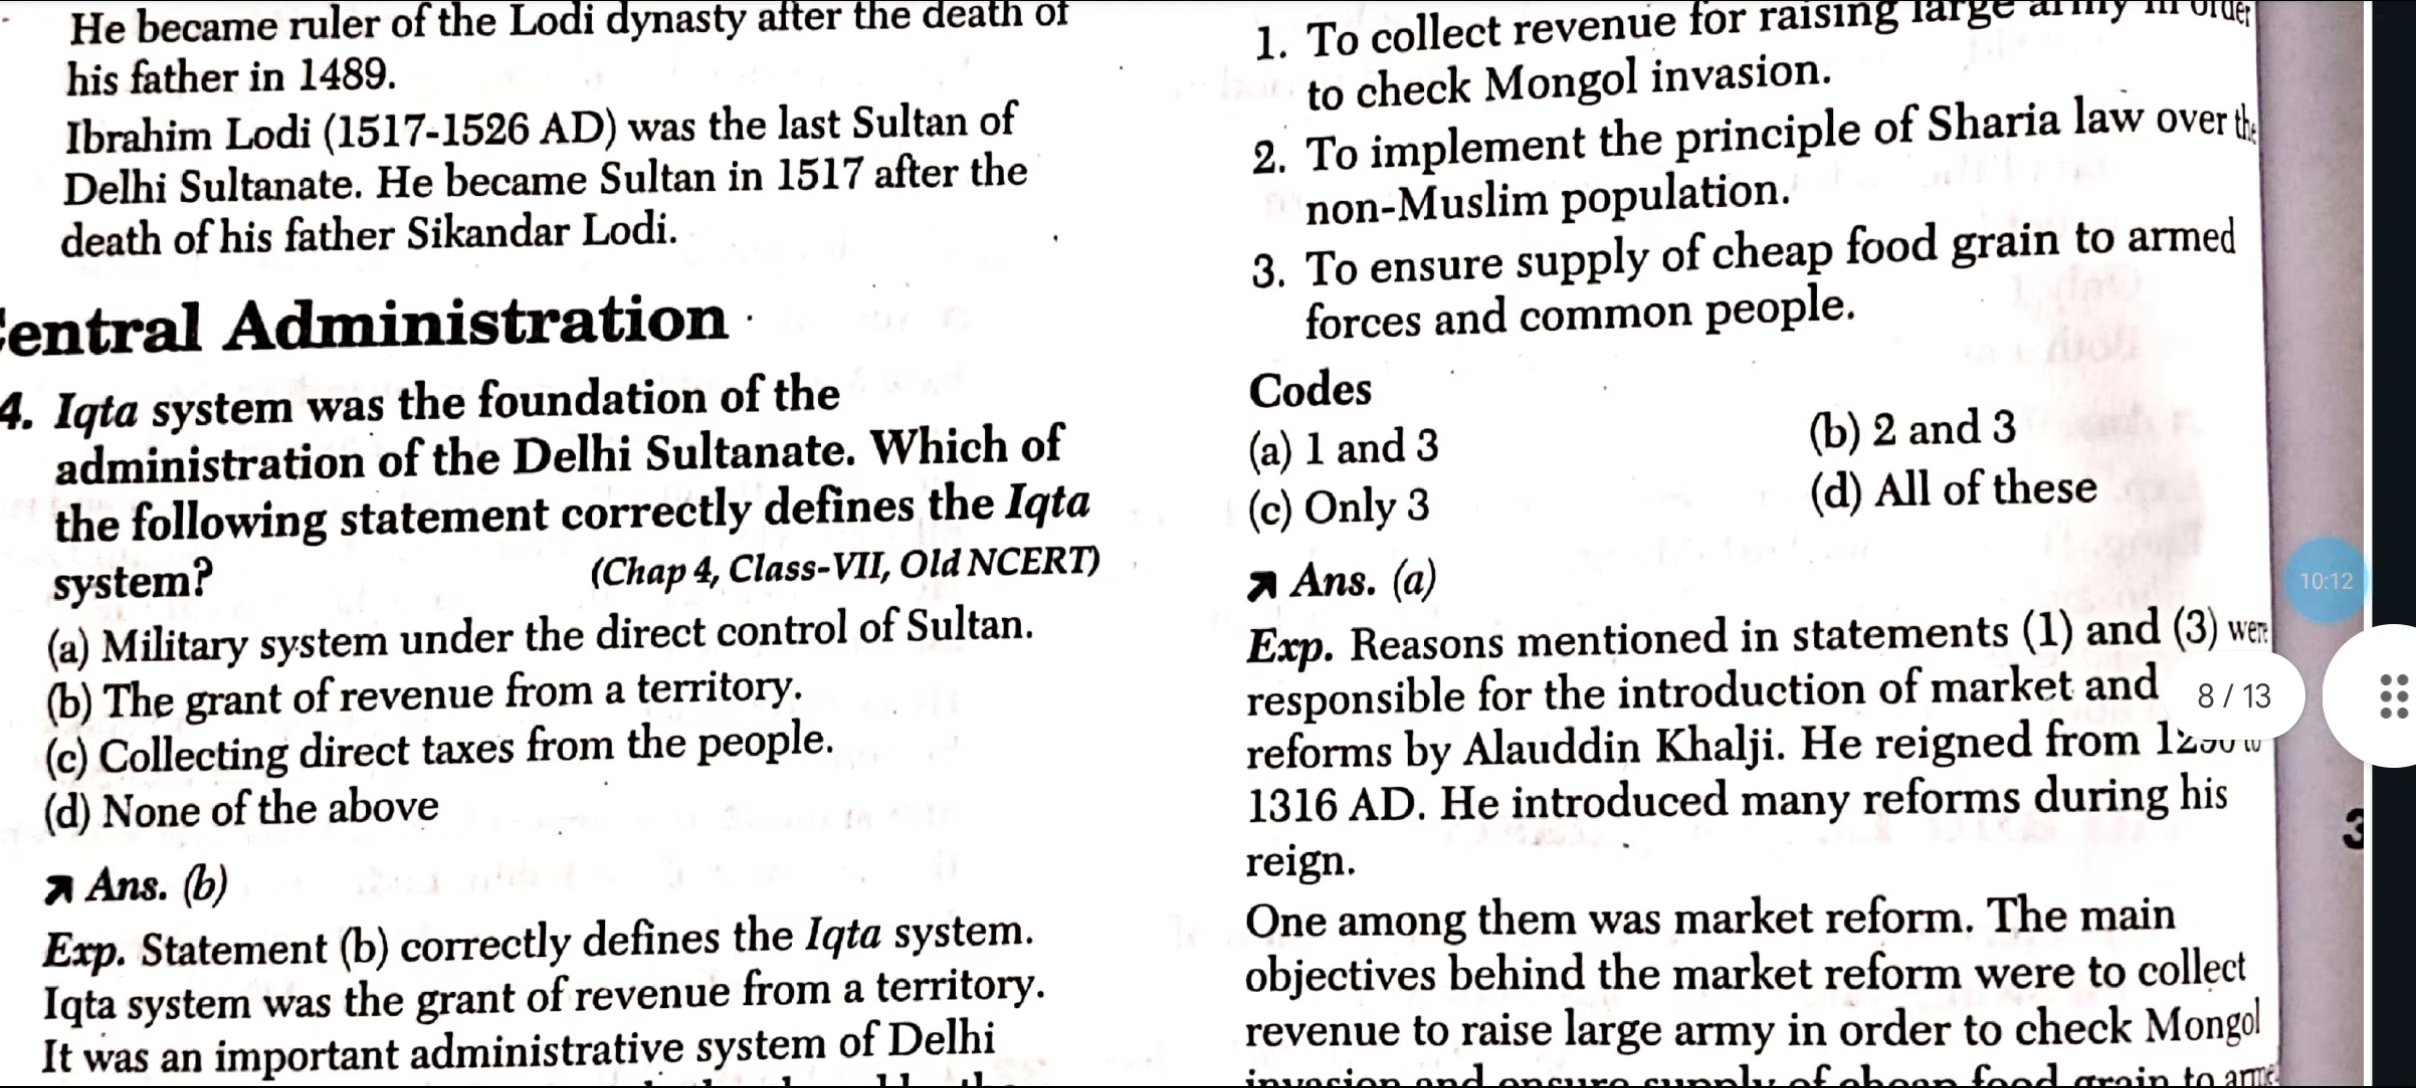 He became ruler of the Lodi dynasty after the death of
his father in 1489.
Ibrahim Lodi (1517-1526 AD) was the last Sultan of
Delhi Sultanate. He became Sultan in 1517 after the
death of his father Sikandar Lodi.
entral Administration
4. Iqta system was the foundation of the
administration of the Delhi Sultanate. Which of
the following statement correctly defines the Iqta
system? (Chap 4, Class-VII, Old NCERT)
(a) Military system under the direct control of Sultan.
(b) The grant of revenue from a territory.
(c) Collecting direct taxes from the people.
(d) None of the above
Ans. (b)
Exp. Statement (b) correctly defines the Iqta system.
Iqta system was the grant of revenue from a territory.
It was an important administrative system of Delhi
1. To collect revenue for raising large army in order
to check Mongol invasion.
2. To implement the principle of Sharia law over the
non-Muslim population.
3. To ensure supply of cheap food grain to armed
forces and common people.
Codes
(a) 1 and 3 (b) 2 and 3
(c) Only 3 (d) All of these
Ans. (a)
Exp. Reasons mentioned in statements (1) and (3) were
responsible for the introduction of market and
reforms by Alauddin Khalji. He reigned from
1316 AD. He introduced many reforms during his
reign.
One among them was market reform. The main
objectives behind the market reform were to collect
revenue to raise large army in order to check Mongol
invasion and ensure supply of cheap food grain to
10:12
8 / 13
3